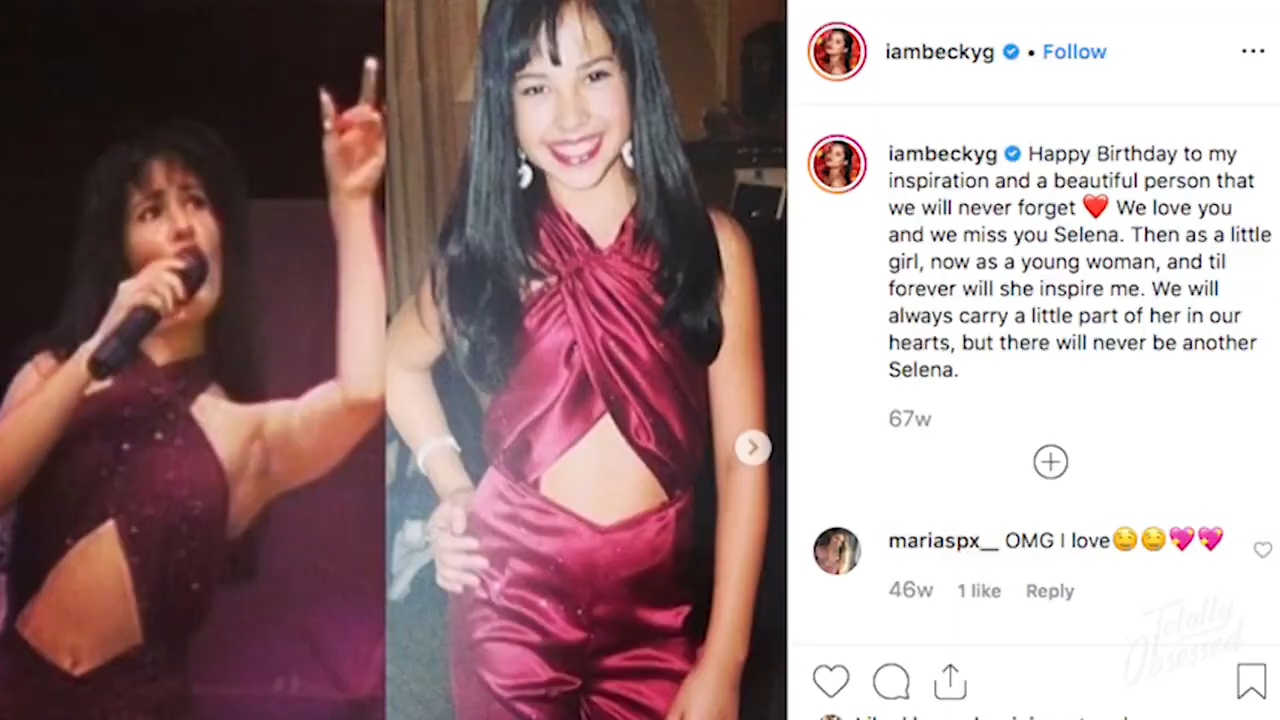 iambeckyg • Follow
iambeckyg Happy Birthday to my
inspiration and a beautiful person that
we will never forget ❤️ We love you
and we miss you Selena. Then as a little
girl, now as a young woman, and til
forever will she inspire me. We will
always carry a little part of her in our
hearts, but there will never be another
Selena.
67w
mariaspx__ OMG I love😏😏💖💖
46w 1 like Reply
Totally
Obsessed